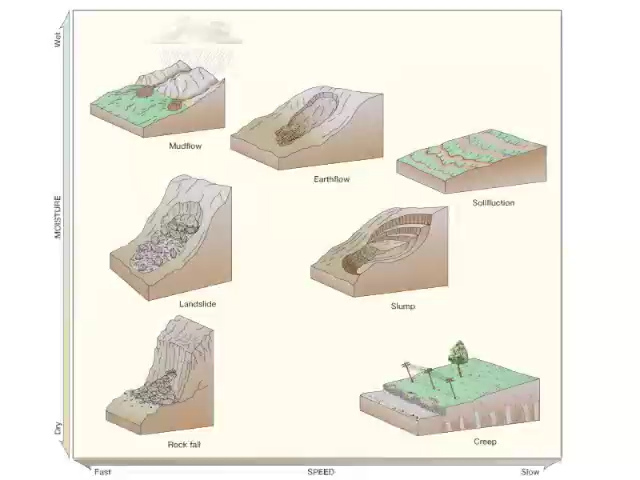 Wet
Mudflow
Earthflow
Solifluction
MOISTURE
Landslide
Slump
Dry
Rock fall
Creep
Fast
SPEED
Slow